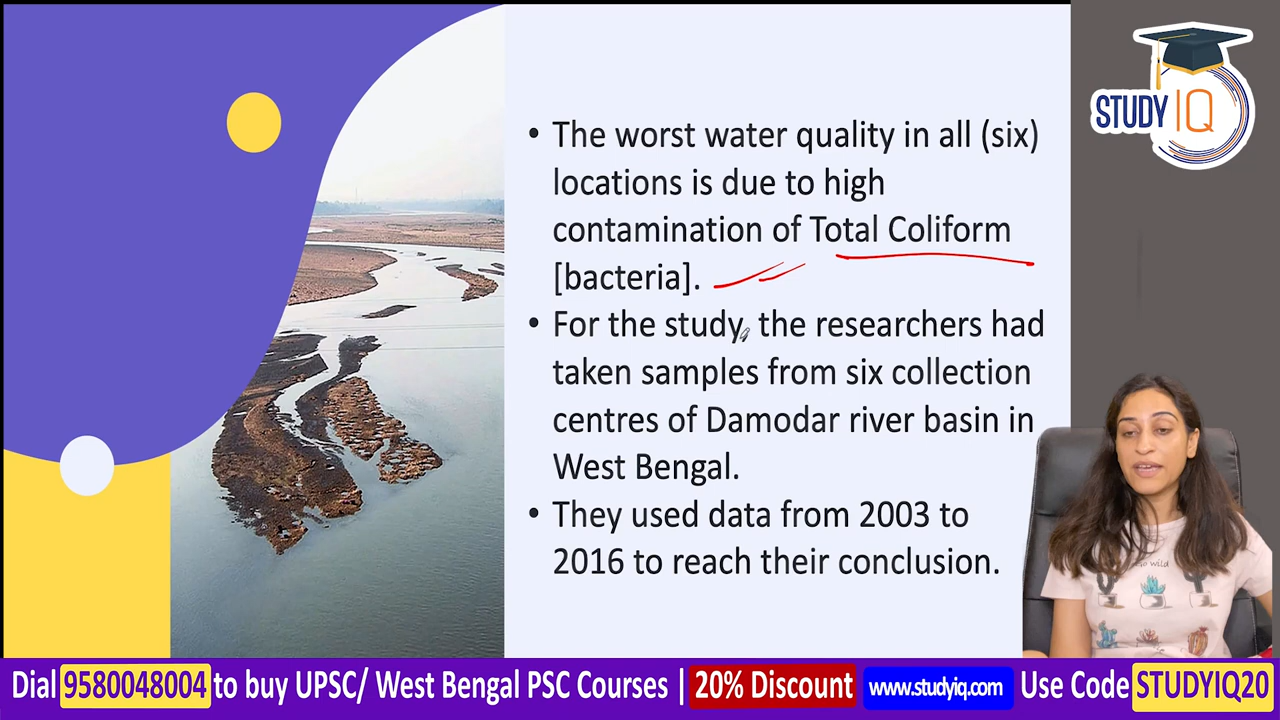 STUDY IQ
• The worst water quality in all (six)
locations is due to high
contamination of Total Coliform
[bacteria].
• For the study, the researchers had
taken samples from six collection
centres of Damodar river basin in
West Bengal.
• They used data from 2003 to
2016 to reach their conclusion.
Dial 9580048004 to buy UPSC/ West Bengal PSC Courses | 20% Discount www.studyiq.com Use Code STUDYIQ20